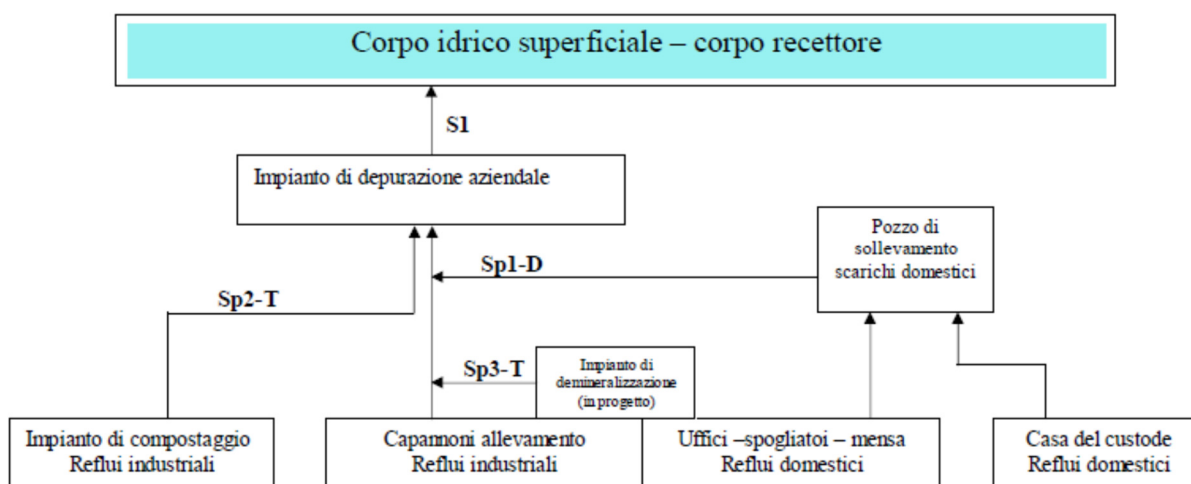 Corpo idrico superficiale – corpo recettore
S1
Impianto di depurazione aziendale
Pozzo di
sollevamento
scarichi domestici
Sp1-D
Sp2-T
Sp3-T
Impianto di
demineralizzazione
(in progetto)
Impianto di compostaggio
Reflui industriali
Capannoni allevamento
Reflui industriali
Uffici –spogliatoi – mensa
Reflui domestici
Casa del custode
Reflui domestici